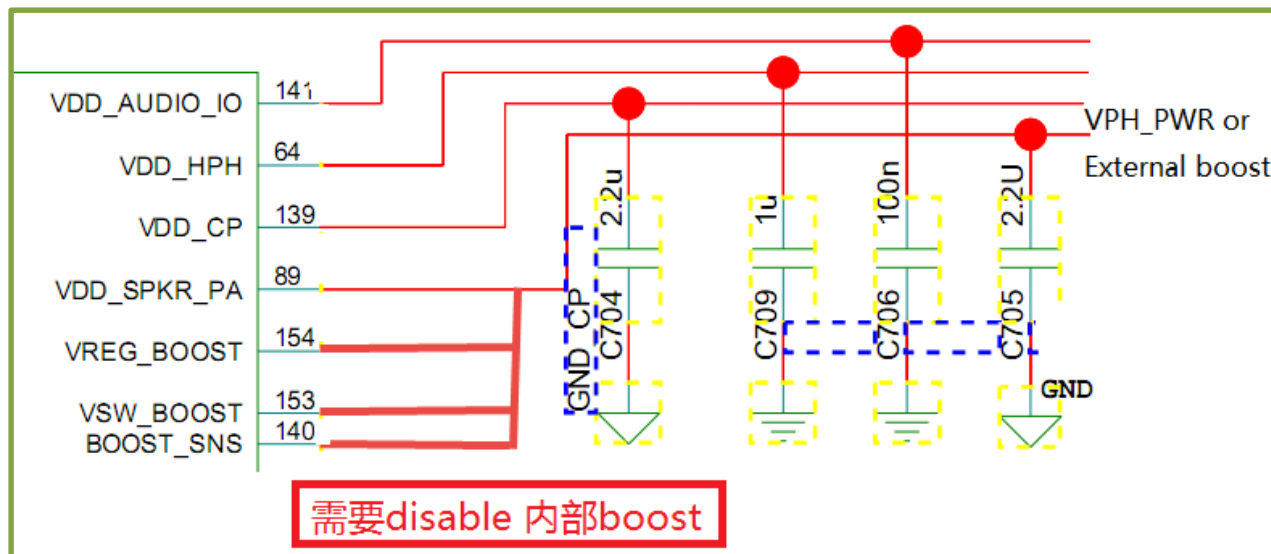 VDD_AUDIO_IO 141
VDD_HPH 64
VDD_CP 139
VDD_SPKR_PA 89
VREG_BOOST 154
VSW_BOOST 153
BOOST_SNS 140
GND_CP
2.2u
C704
1u
C709
100n
C706
2.2U
C705
GND
VPH_PWR or
External boost
需要disable 内部boost